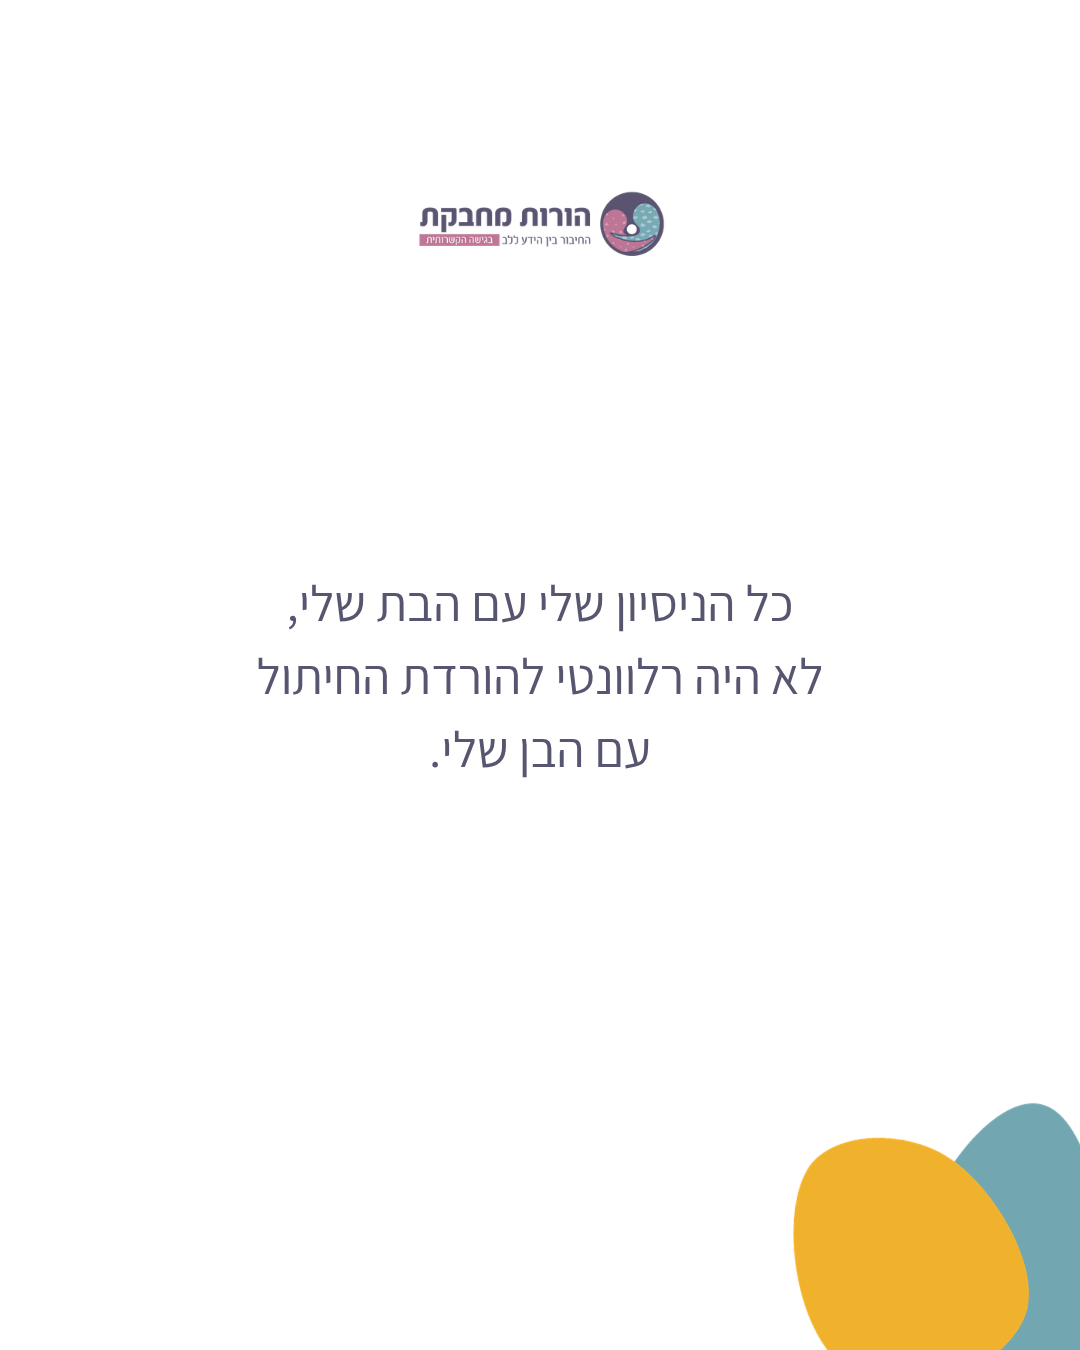 הורות מחבקת
החיבור בין הידע ללב בגישה הקשרותית
כל הניסיון שלי עם הבת שלי,
לא היה רלוונטי להורדת החיתול
עם הבן שלי.